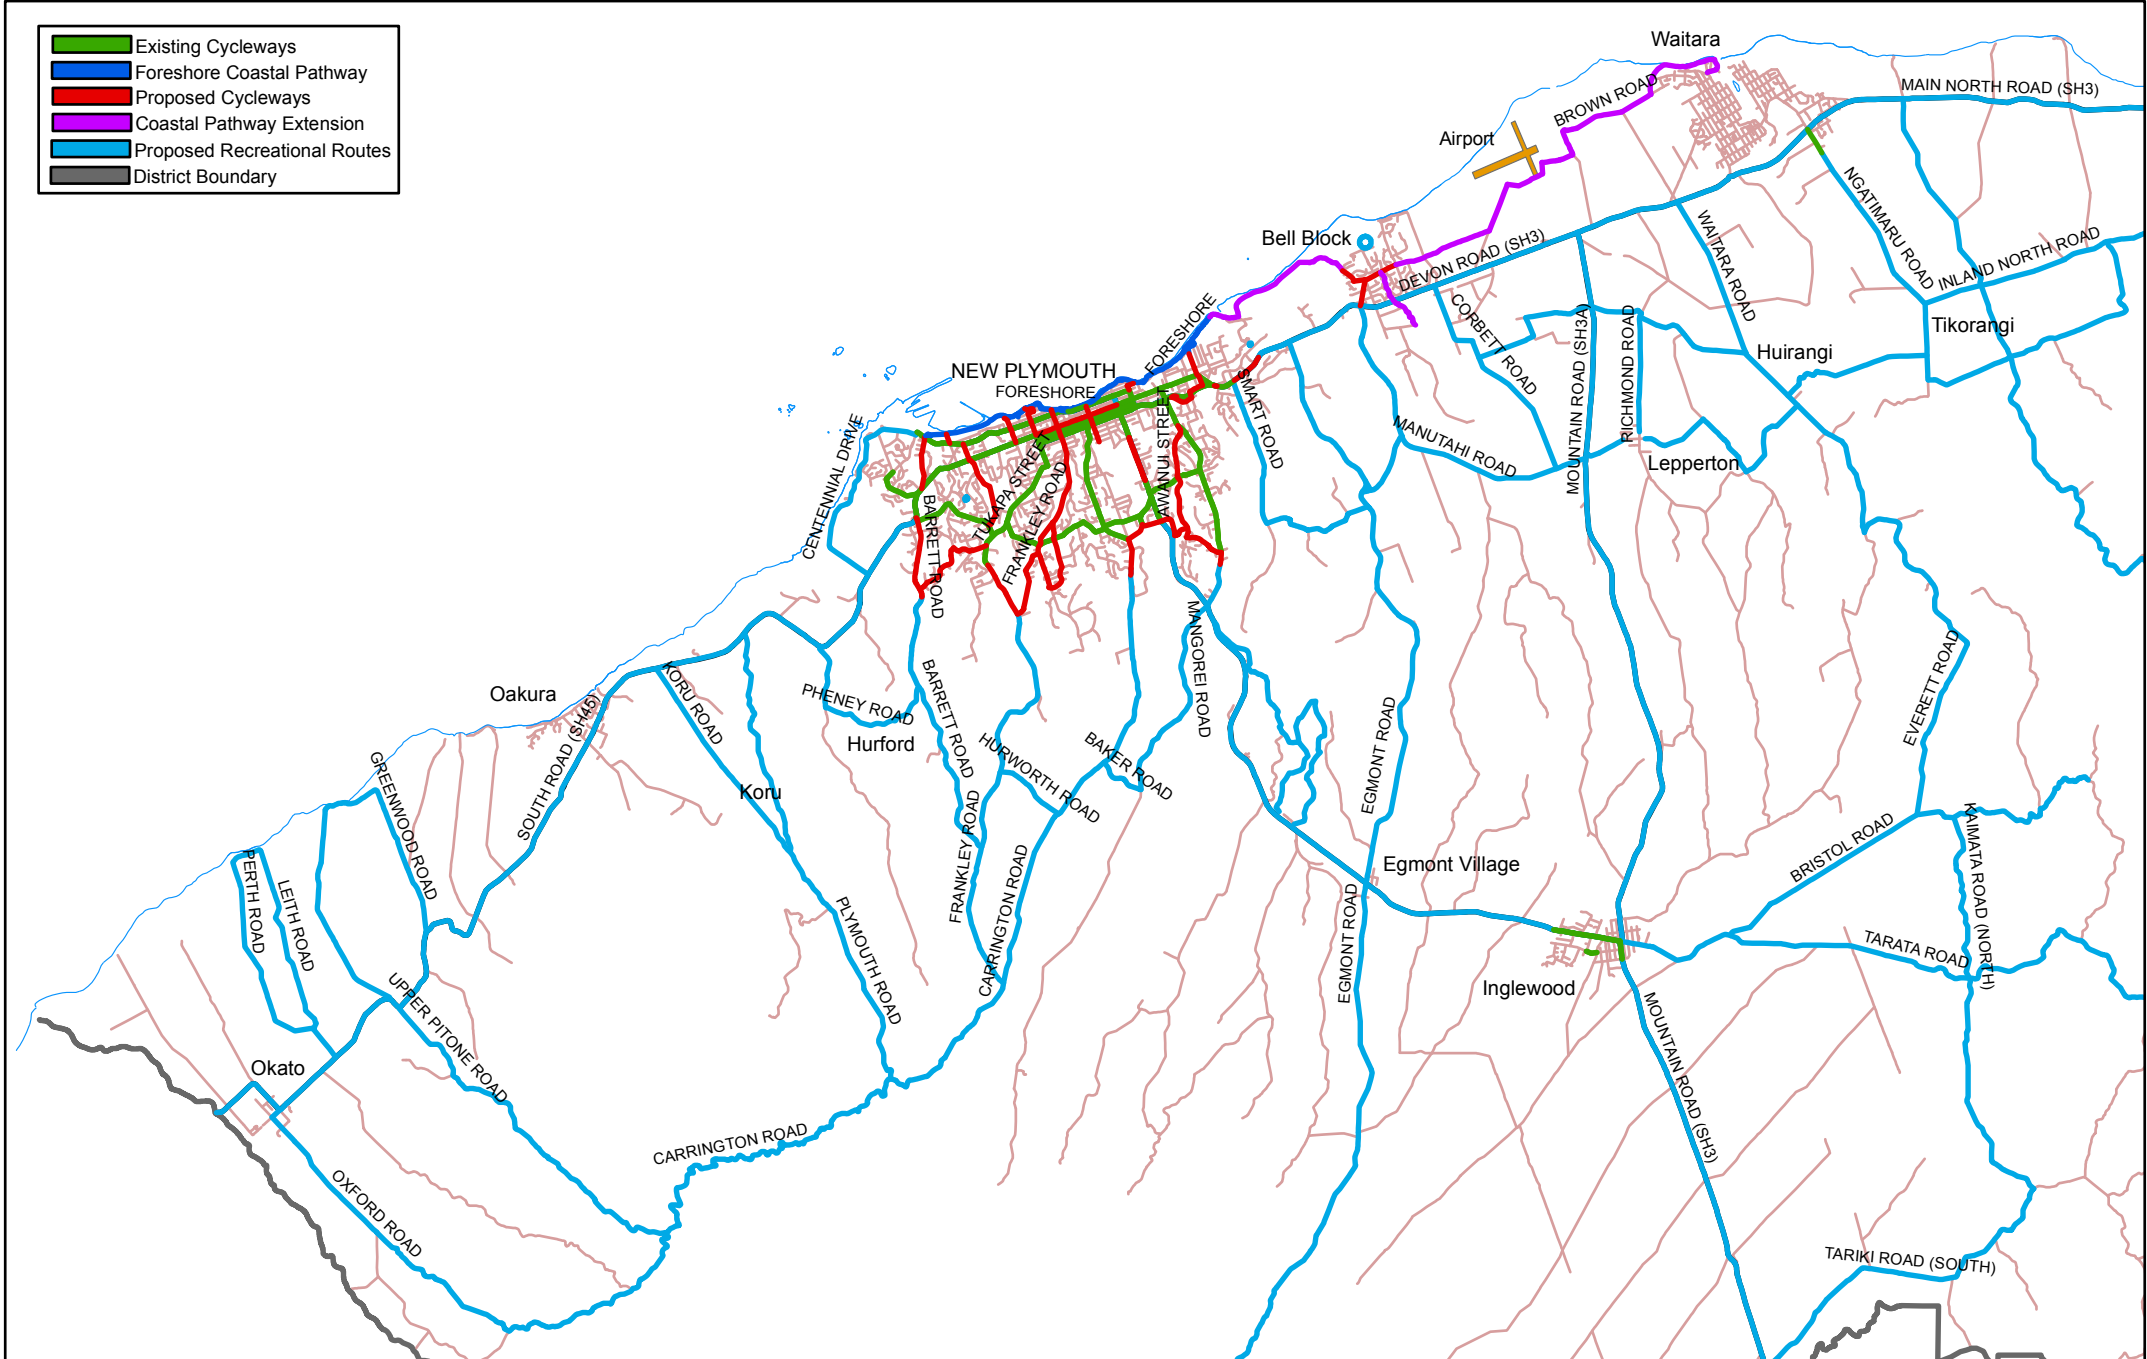 Existing Cycleways
Foreshore Coastal Pathway
Proposed Cycleways
Coastal Pathway Extension
Proposed Recreational Routes
District Boundary
Waitara
MAIN NORTH ROAD (SH3)
BROWN ROAD
Airport
NGATIMARU ROAD
WAITARA ROAD
INLAND NORTH ROAD
Bell Block
DEVON ROAD (SH3)
CORBETT ROAD
MOUNTAIN ROAD (SH3A)
RICHMOND ROAD
Tikorangi
Huirangi
FORESHORE
NEW PLYMOUTH
FORESHORE
SMART ROAD
AWANUI STREET
CENTENNIAL DRIVE
TUKAPA STREET
FRANKLEY ROAD
BARRETT ROAD
MANUTAHI ROAD
Lepperton
MANGOREI ROAD
EVERETT ROAD
Oakura
KORU ROAD
PHENEY ROAD
BARRETT ROAD
Hurford
HURWORTH ROAD
BAKER ROAD
EGMONT ROAD
SOUTH ROAD (SH45)
GREENWOOD ROAD
Koru
FRANKLEY ROAD
CARRINGTON ROAD
PERTH ROAD
LEITH ROAD
PLYMOUTH ROAD
Egmont Village
BRISTOL ROAD
KAIMATA ROAD (NORTH)
TARATA ROAD
EGMONT ROAD
Inglewood
UPPER PITONE ROAD
MOUNTAIN ROAD (SH3)
Okato
CARRINGTON ROAD
OXFORD ROAD
TARIKI ROAD (SOUTH)